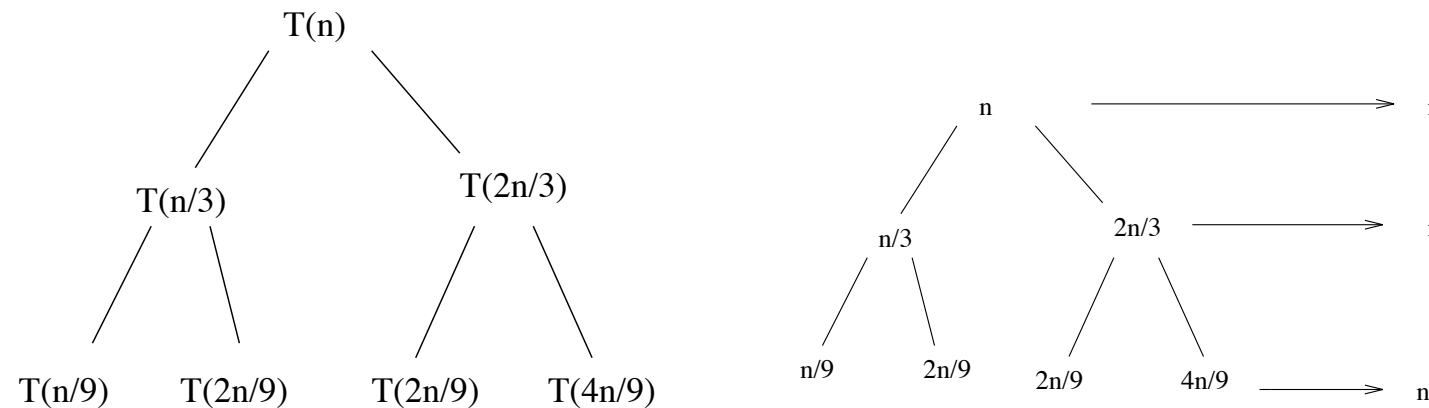 T(n)
T(n/3) T(2n/3)
T(n/9) T(2n/9) T(2n/9) T(4n/9)
n
n/3 2n/3
n/9 2n/9 2n/9 4n/9 n